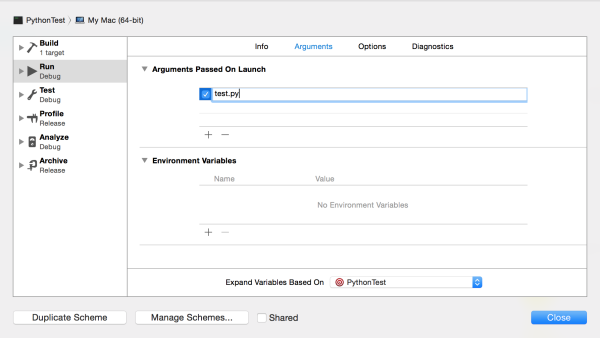 PythonTest My Mac (64-bit)
Build
1 target
Run
Debug
Test
Debug
Profile
Release
Analyze
Debug
Archive
Release
Info Arguments Options Diagnostics
Arguments Passed On Launch
test.py
+ −
Environment Variables
Name Value
No Environment Variables
+ −
Expand Variables Based On PythonTest
Duplicate Scheme Manage Schemes... Shared Close